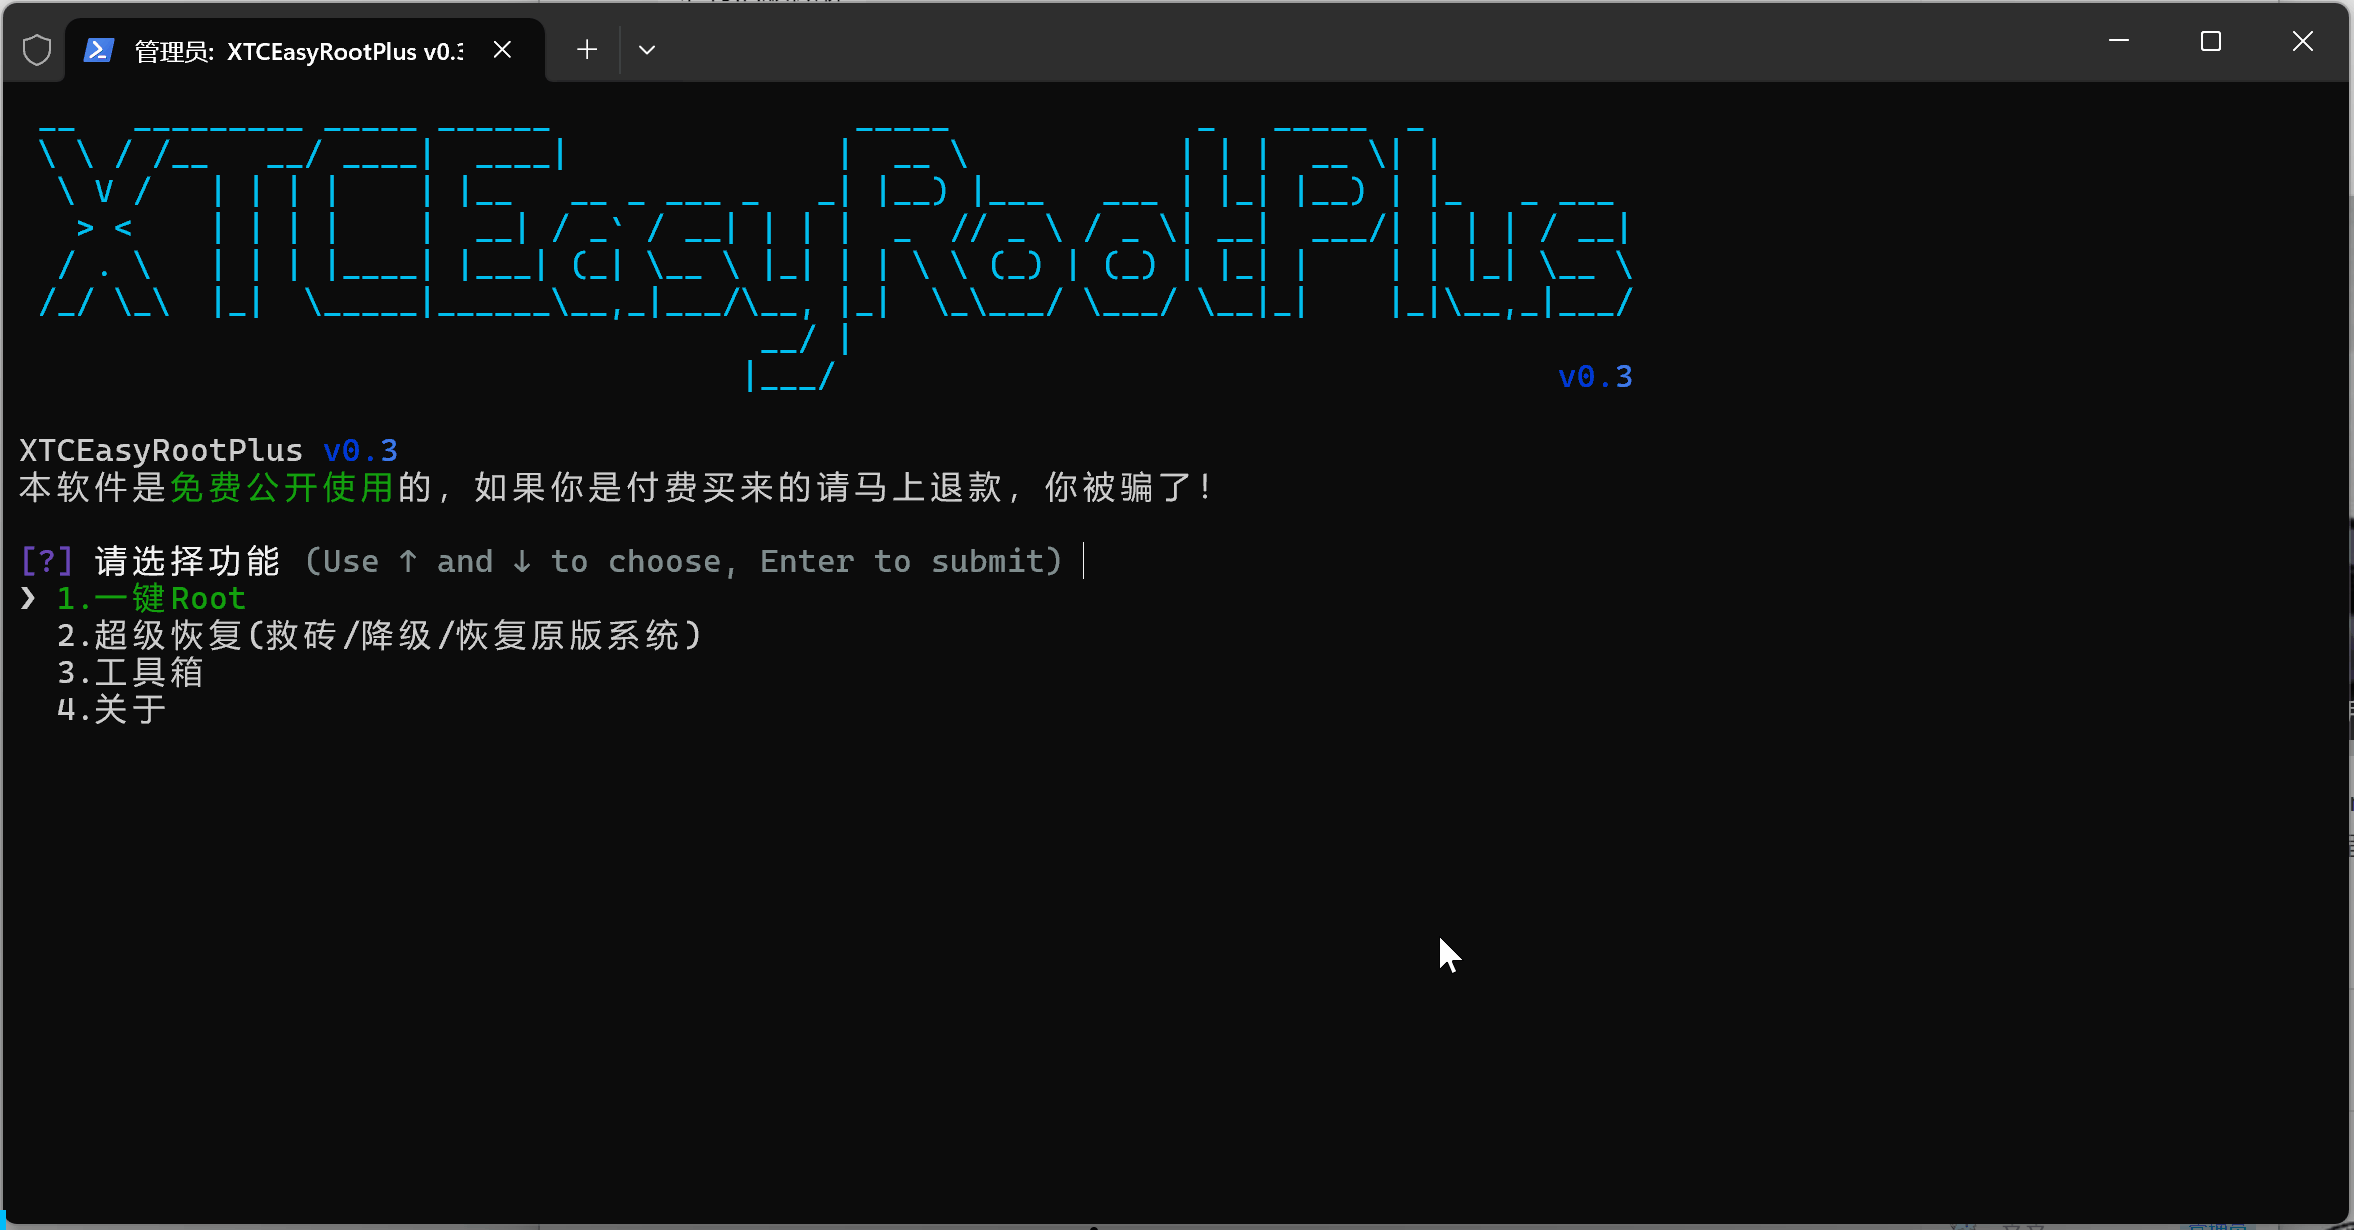 管理员: XTCEasyRootPlus v0.3
XTCEasyRootPlus
v0.3
XTCEasyRootPlus v0.3
本软件是免费公开使用的，如果你是付费买来的请马上退款，你被骗了！
[?] 请选择功能 (Use ↑ and ↓ to choose, Enter to submit)
❯ 1.一键Root
2.超级恢复(救砖/降级/恢复原版系统)
3.工具箱
4.关于